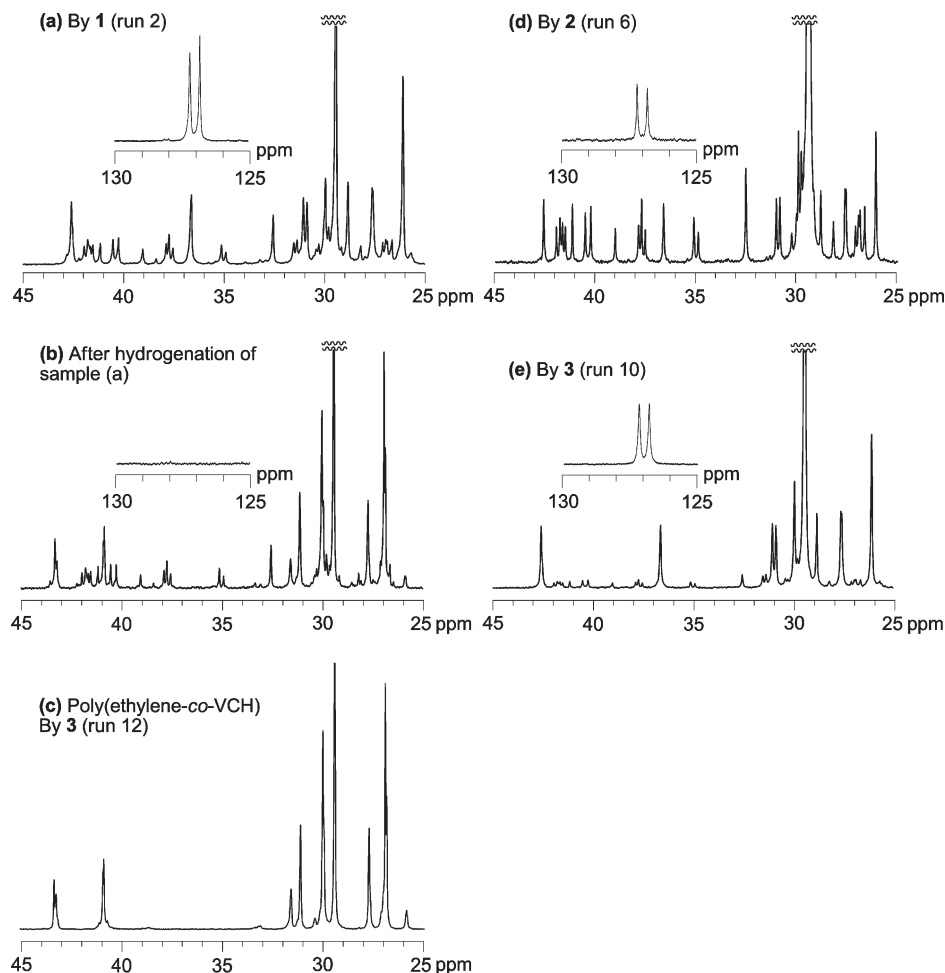 (a) By 1 (run 2)
130 125 ppm
45 40 35 30 25 ppm
(b) After hydrogenation of
sample (a)
130 125 ppm
45 40 35 30 25 ppm
(c) Poly(ethylene-co-VCH)
By 3 (run 12)
45 40 35 30 25 ppm
(d) By 2 (run 6)
130 125 ppm
45 40 35 30 25 ppm
(e) By 3 (run 10)
130 125 ppm
45 40 35 30 25 ppm